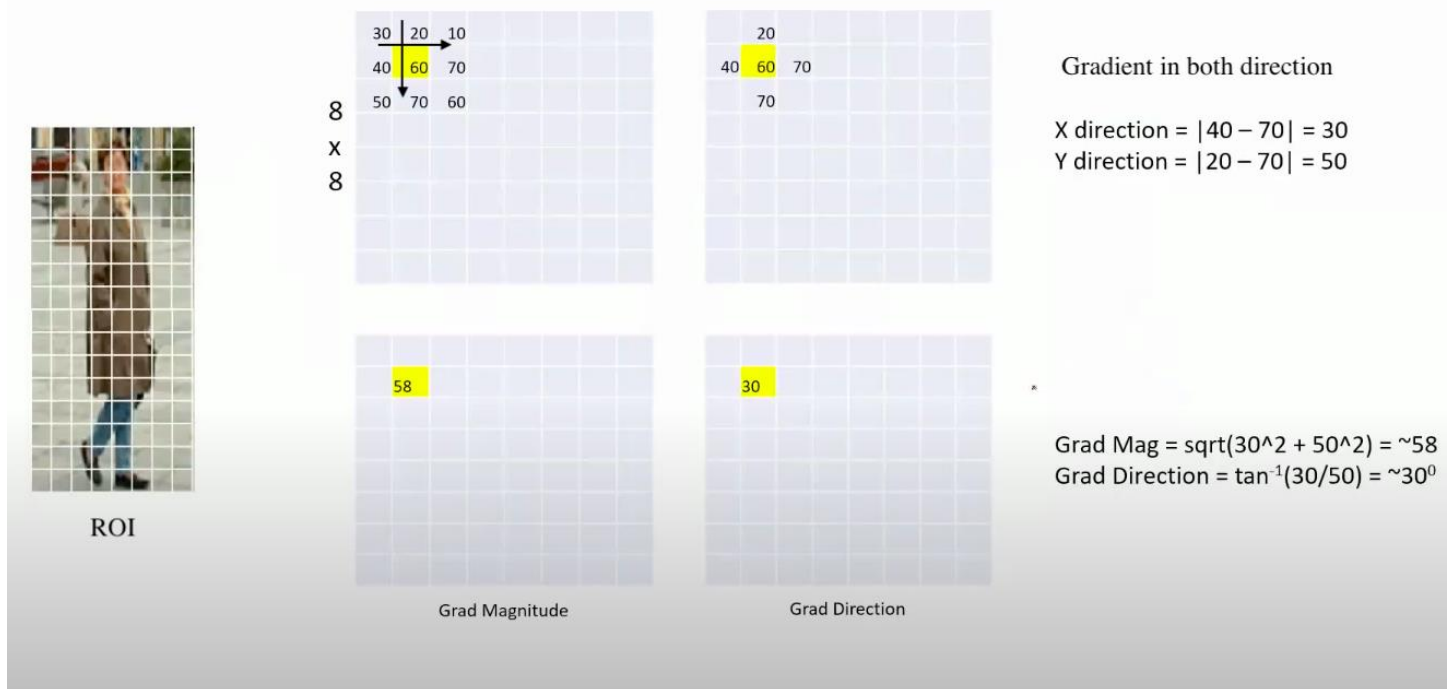 30 20 10
40 60 70
50 70 60
8
x
8
20
40 60 70
70
Gradient in both direction
X direction = |40 – 70| = 30
Y direction = |20 – 70| = 50
ROI
58
30
Grad Mag = sqrt(30^2 + 50^2) = ~58
Grad Direction = tan⁻¹(30/50) = ~30⁰
Grad Magnitude
Grad Direction